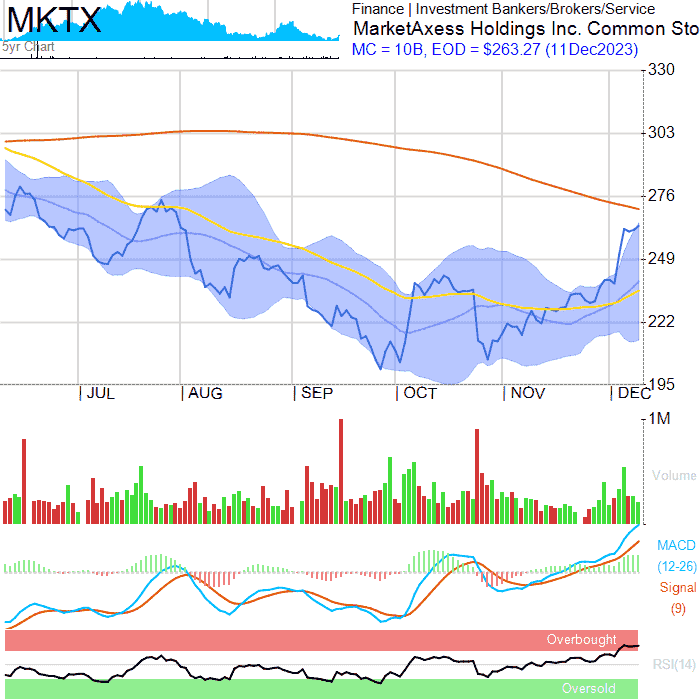 MKTX
5yr Chart
Finance | Investment Bankers/Brokers/Service
MarketAxess Holdings Inc. Common Sto
MC = 10B, EOD = $263.27 (11Dec2023)
330
303
276
249
222
195
| JUL | AUG | SEP | OCT | NOV | DEC
1M
Volume
MACD
(12-26)
Signal
(9)
Overbought
RSI(14)
Oversold